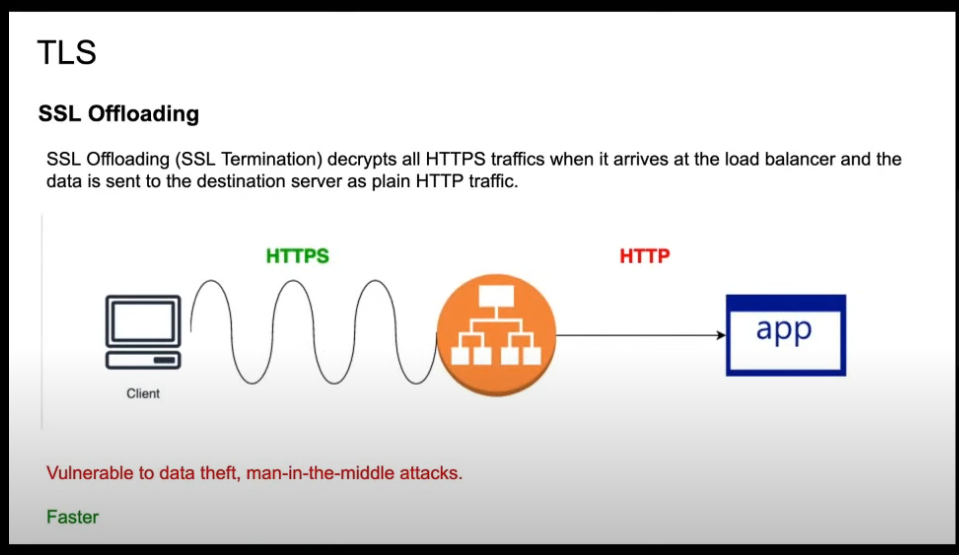 TLS
SSL Offloading
SSL Offloading (SSL Termination) decrypts all HTTPS traffics when it arrives at the load balancer and the
data is sent to the destination server as plain HTTP traffic.
HTTPS
HTTP
app
Client
Vulnerable to data theft, man-in-the-middle attacks.
Faster